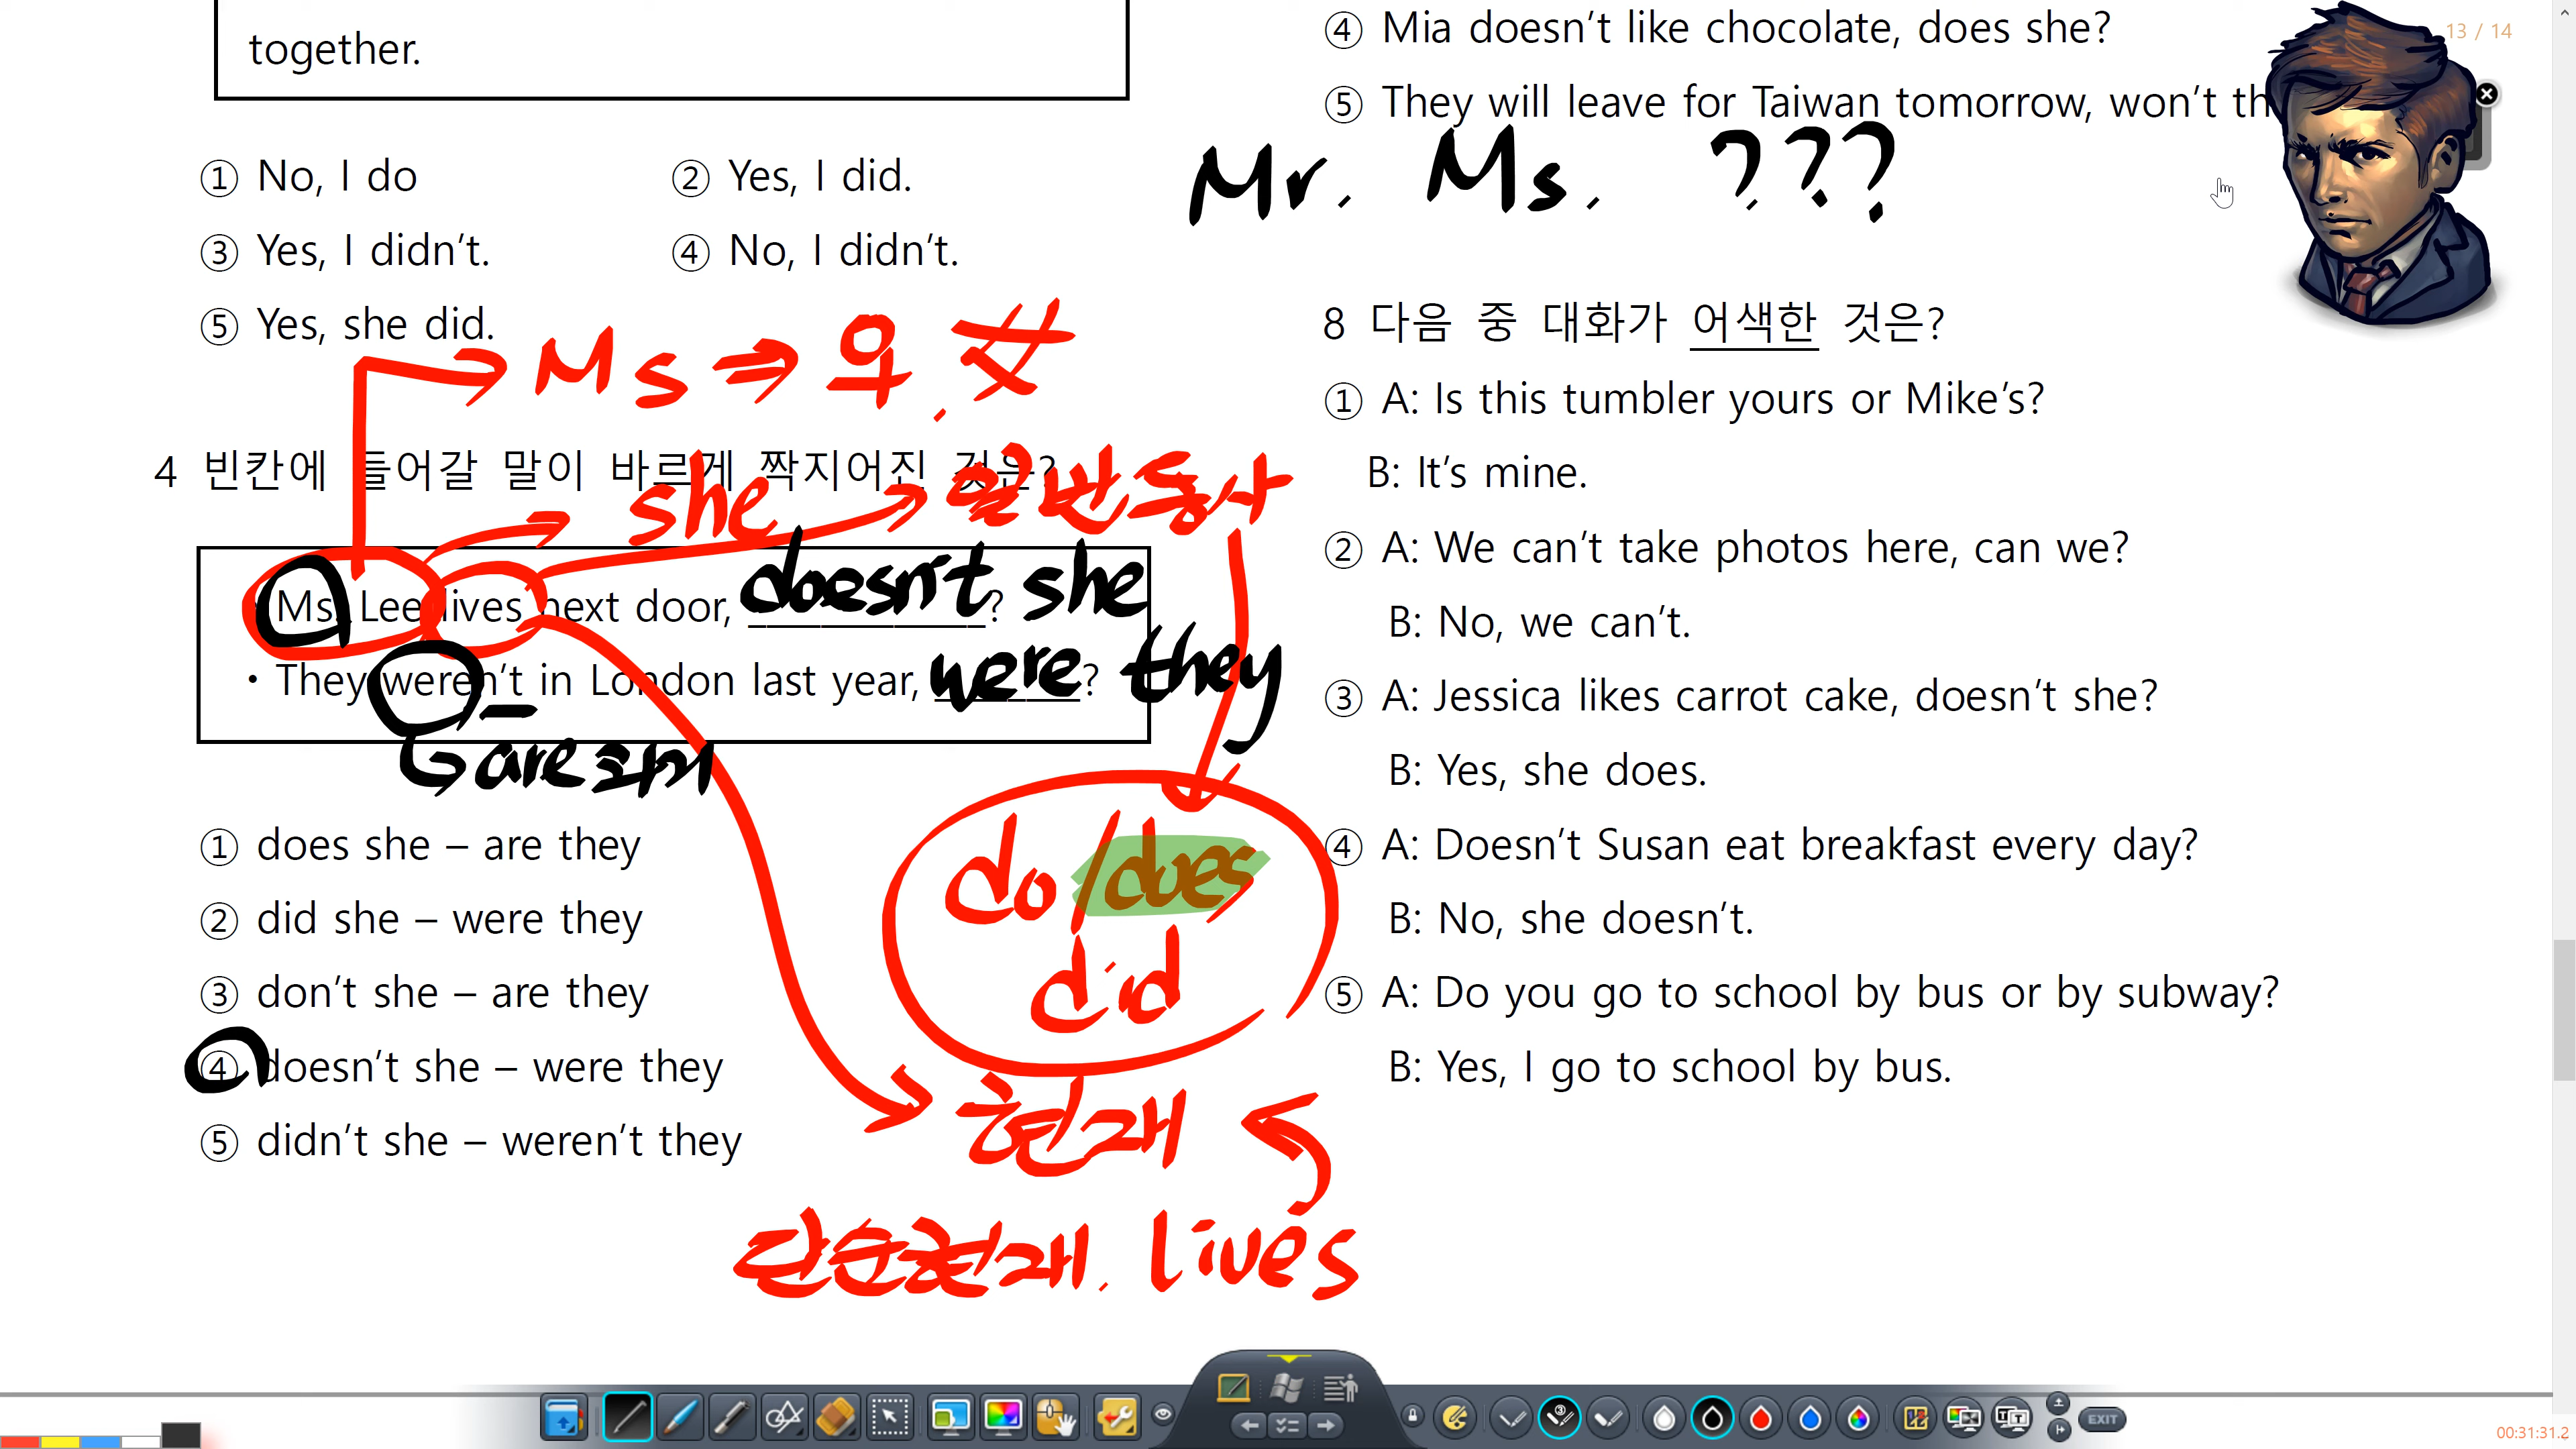 together.
① No, I do
② Yes, I did.
③ Yes, I didn't.
④ No, I didn't.
⑤ Yes, she did.
Ms ⇒ 오. 女
4 빈칸에 들어갈 말이 바르게 짝지어진 것은?
she → 일반동사
• Ms. Lee lives next door, ____________? doesn't she
• They weren't in London last year, ________? were they
are과거
① does she – are they
② did she – were they
③ don't she – are they
④ doesn't she – were they
⑤ didn't she – weren't they
do/does
did
현재
단순현재. lives
④ Mia doesn't like chocolate, does she?
⑤ They will leave for Taiwan tomorrow, won't th
Mr. Ms. ???
8 다음 중 대화가 어색한 것은?
① A: Is this tumbler yours or Mike's?
B: It's mine.
② A: We can't take photos here, can we?
B: No, we can't.
③ A: Jessica likes carrot cake, doesn't she?
B: Yes, she does.
④ A: Doesn't Susan eat breakfast every day?
B: No, she doesn't.
⑤ A: Do you go to school by bus or by subway?
B: Yes, I go to school by bus.
13 / 14
EXIT
00:31:31.2